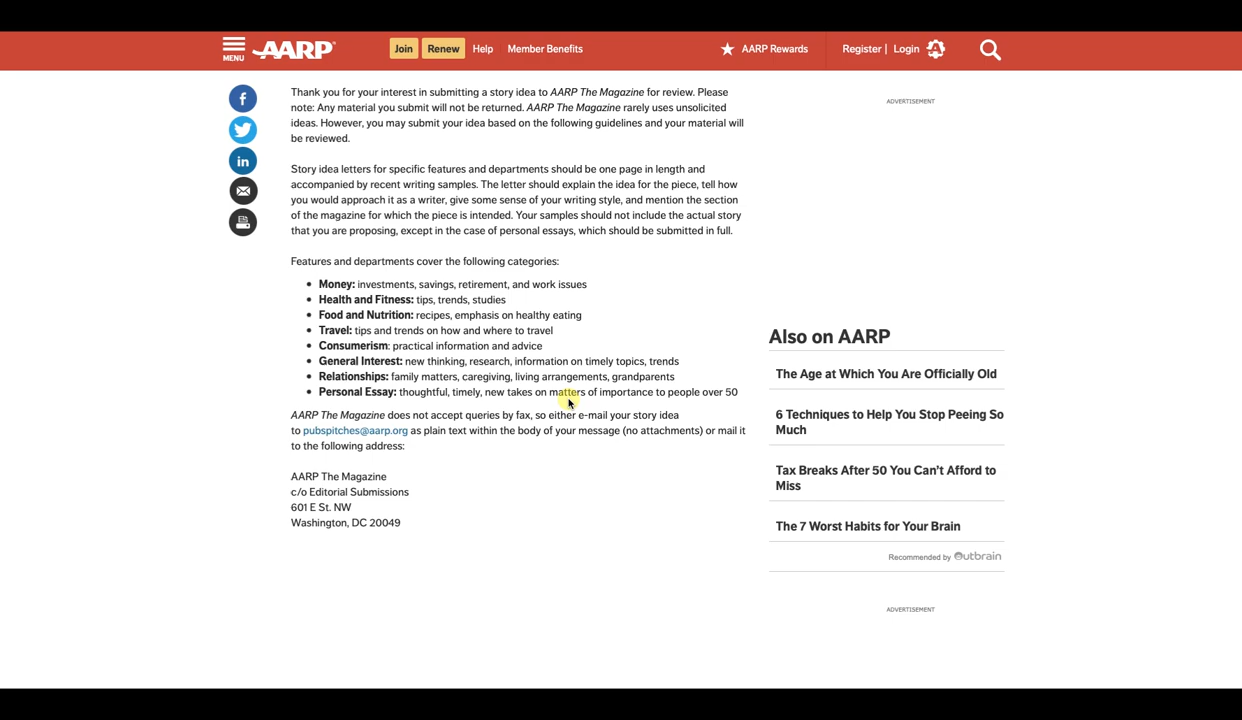 MENU
AARP
Join
Renew
Help
Member Benefits
AARP Rewards
Register | Login
Thank you for your interest in submitting a story idea to AARP The Magazine for review. Please
note: Any material you submit will not be returned. AARP The Magazine rarely uses unsolicited
ideas. However, you may submit your idea based on the following guidelines and your material will
be reviewed.
Story idea letters for specific features and departments should be one page in length and
accompanied by recent writing samples. The letter should explain the idea for the piece, tell how
you would approach it as a writer, give some sense of your writing style, and mention the section
of the magazine for which the piece is intended. Your samples should not include the actual story
that you are proposing, except in the case of personal essays, which should be submitted in full.
Features and departments cover the following categories:
• Money: investments, savings, retirement, and work issues
• Health and Fitness: tips, trends, studies
• Food and Nutrition: recipes, emphasis on healthy eating
• Travel: tips and trends on how and where to travel
• Consumerism: practical information and advice
• General Interest: new thinking, research, information on timely topics, trends
• Relationships: family matters, caregiving, living arrangements, grandparents
• Personal Essay: thoughtful, timely, new takes on matters of importance to people over 50
AARP The Magazine does not accept queries by fax, so either e-mail your story idea
to pubspitches@aarp.org as plain text within the body of your message (no attachments) or mail it
to the following address:
AARP The Magazine
c/o Editorial Submissions
601 E St. NW
Washington, DC 20049
ADVERTISEMENT
Also on AARP
The Age at Which You Are Officially Old
6 Techniques to Help You Stop Peeing So
Much
Tax Breaks After 50 You Can't Afford to
Miss
The 7 Worst Habits for Your Brain
Recommended by Outbrain
ADVERTISEMENT